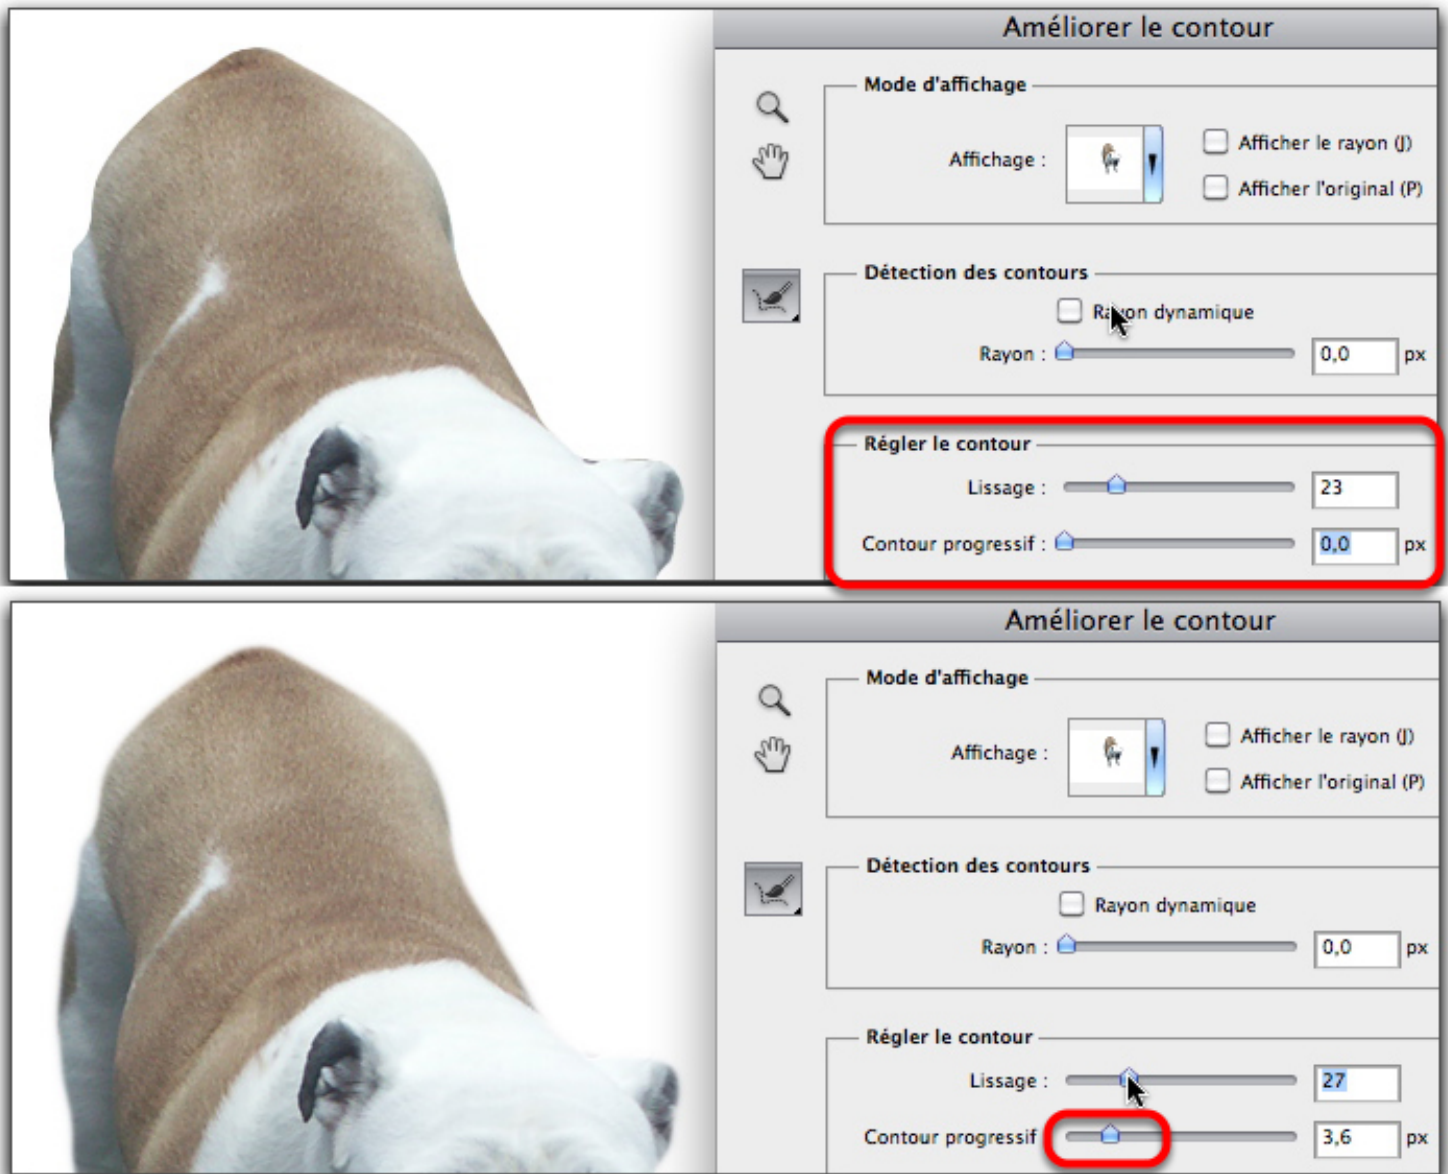 Améliorer le contour
Mode d'affichage
Affichage :
Afficher le rayon (J)
Afficher l'original (P)
Détection des contours
Rayon dynamique
Rayon : 0,0 px
Régler le contour
Lissage : 23
Contour progressif : 0,0 px
Améliorer le contour
Mode d'affichage
Affichage :
Afficher le rayon (J)
Afficher l'original (P)
Détection des contours
Rayon dynamique
Rayon : 0,0 px
Régler le contour
Lissage : 27
Contour progressif 3,6 px